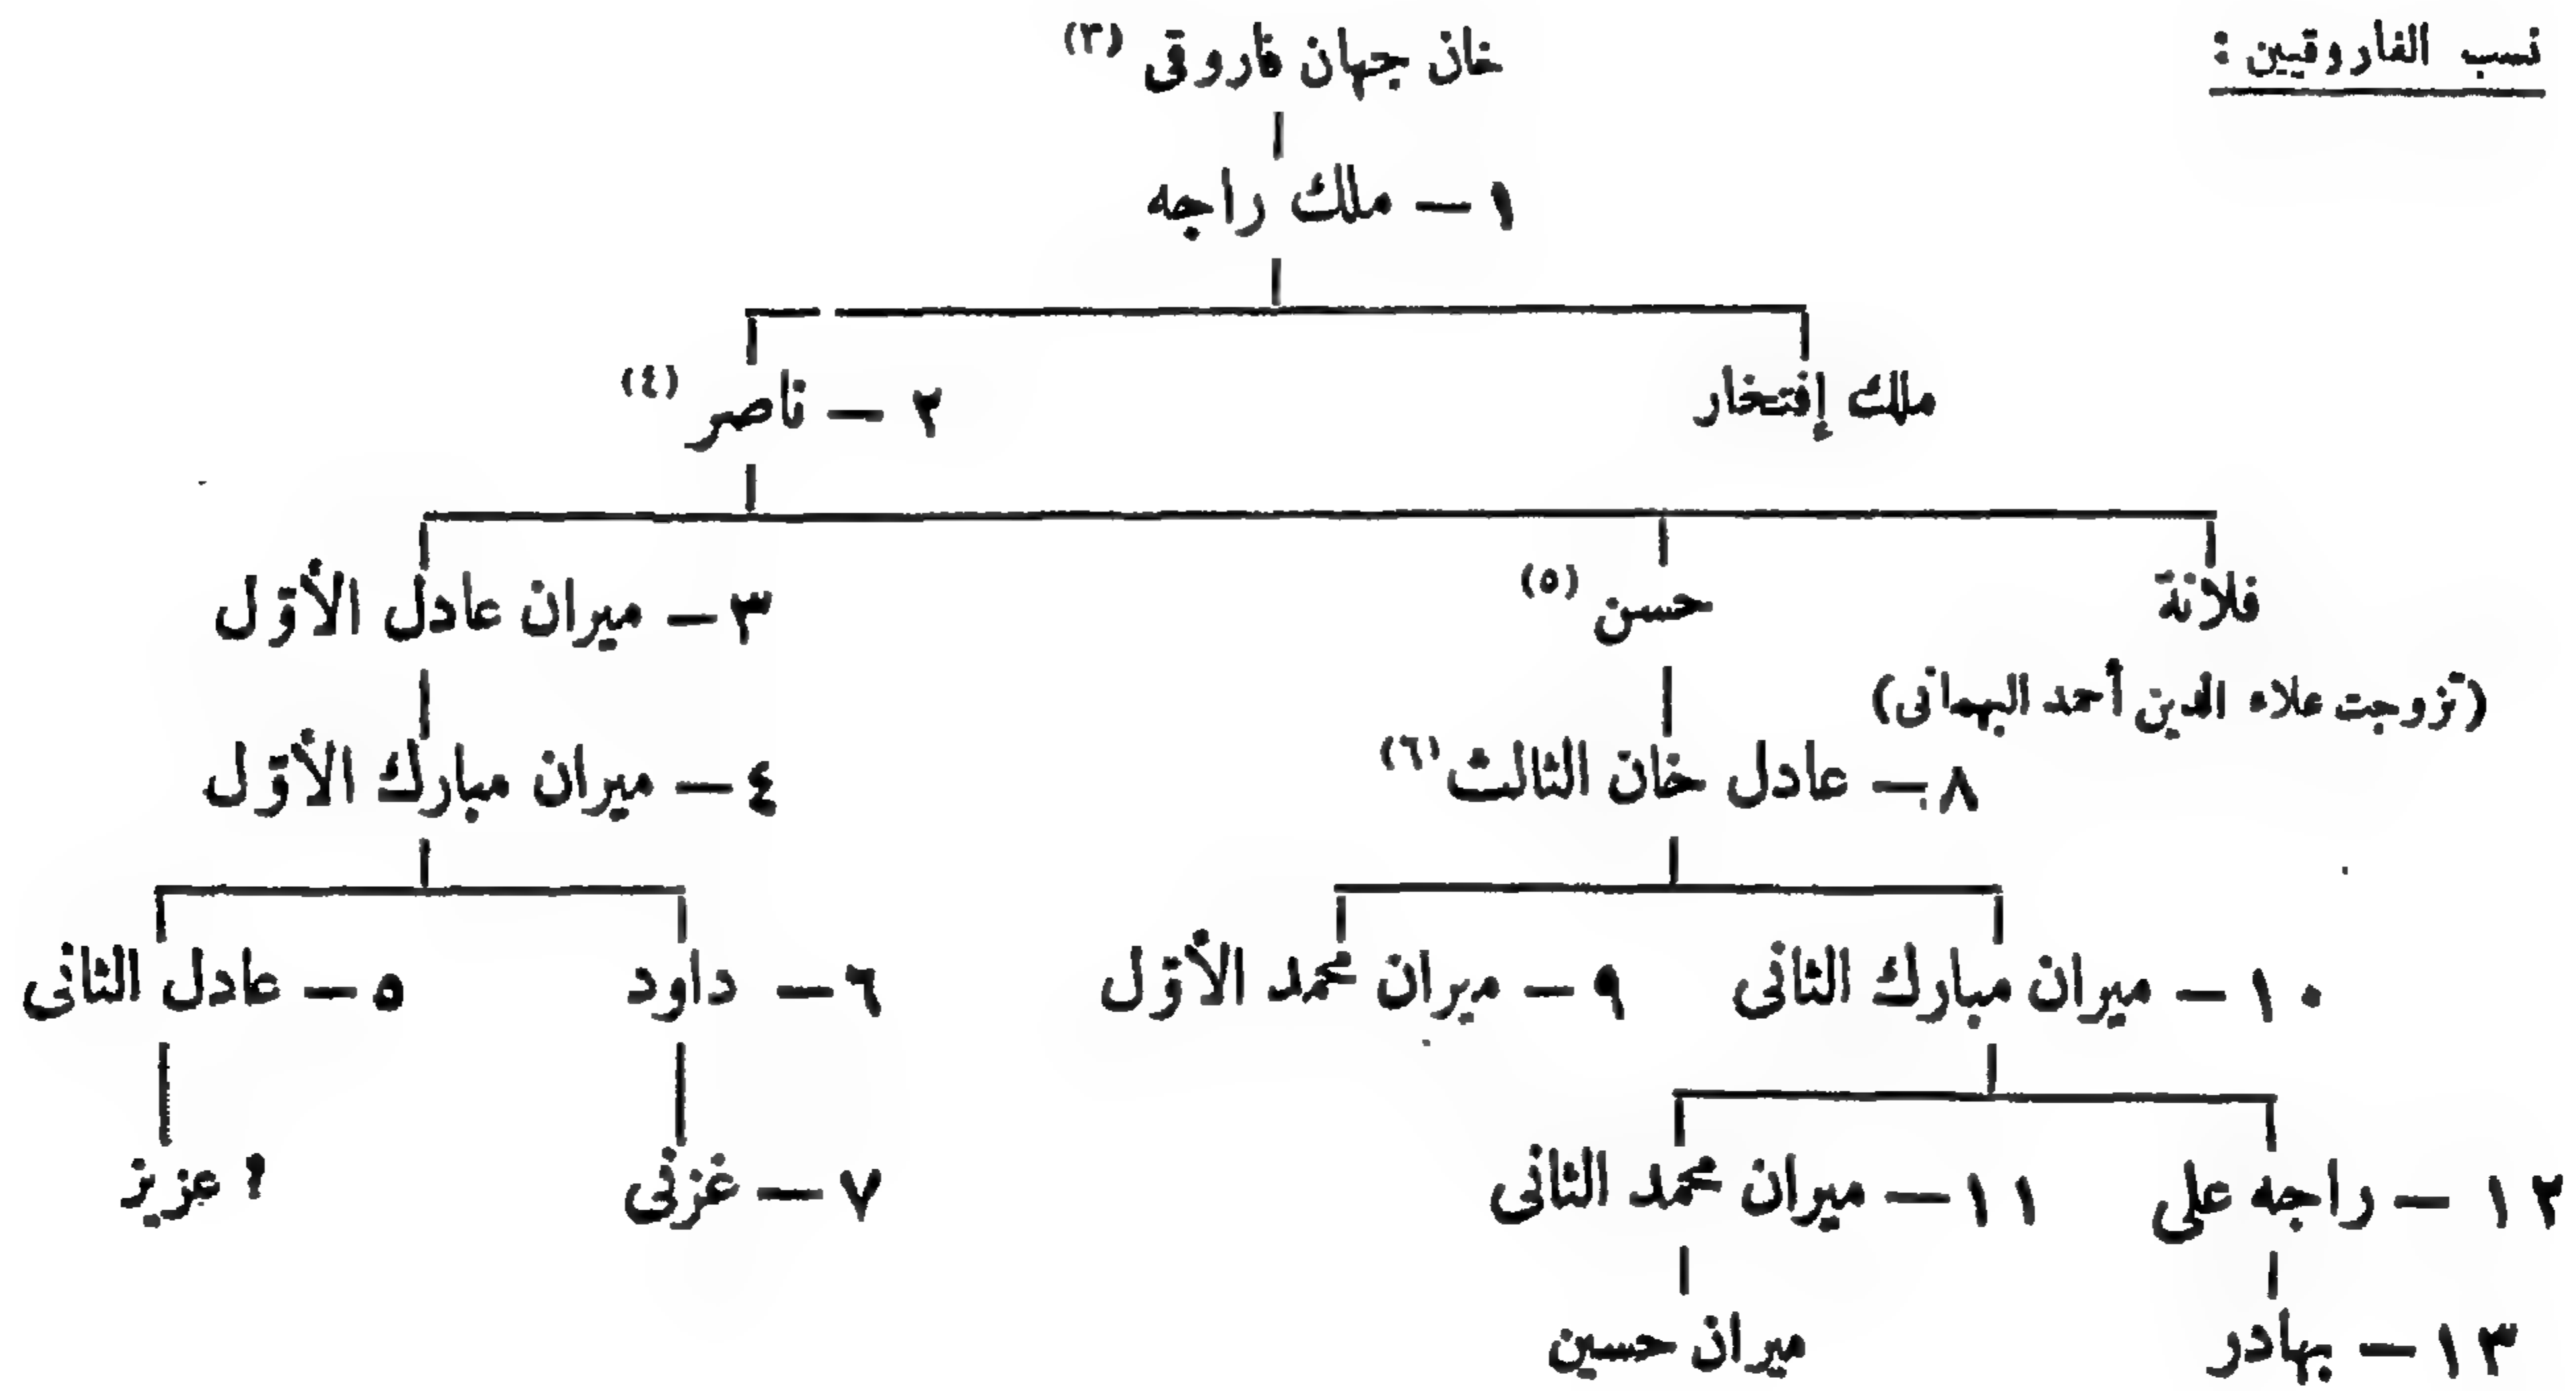 نسب الفاروقيين :
خان جهان فاروقى (٣)
١ — ملك راجه
ملك إفتخار
٢ — ناصر (٤)
فلانة
حسن (٥)
٣ — ميران عادل الأوّل
(تزوجت علاء الدين أحمد البهمانى)
٨ — عادل خان الثالث (٦)
٤ — ميران مبارك الأوّل
١٠ — ميران مبارك الثانى
٩ — ميران محمد الأوّل
٦ — داود
٥ — عادل الثانى
١٢ — راجه على
١١ — ميران محمد الثانى
٧ — غزنى
؟ عزيز
١٣ — بهادر
ميران حسين